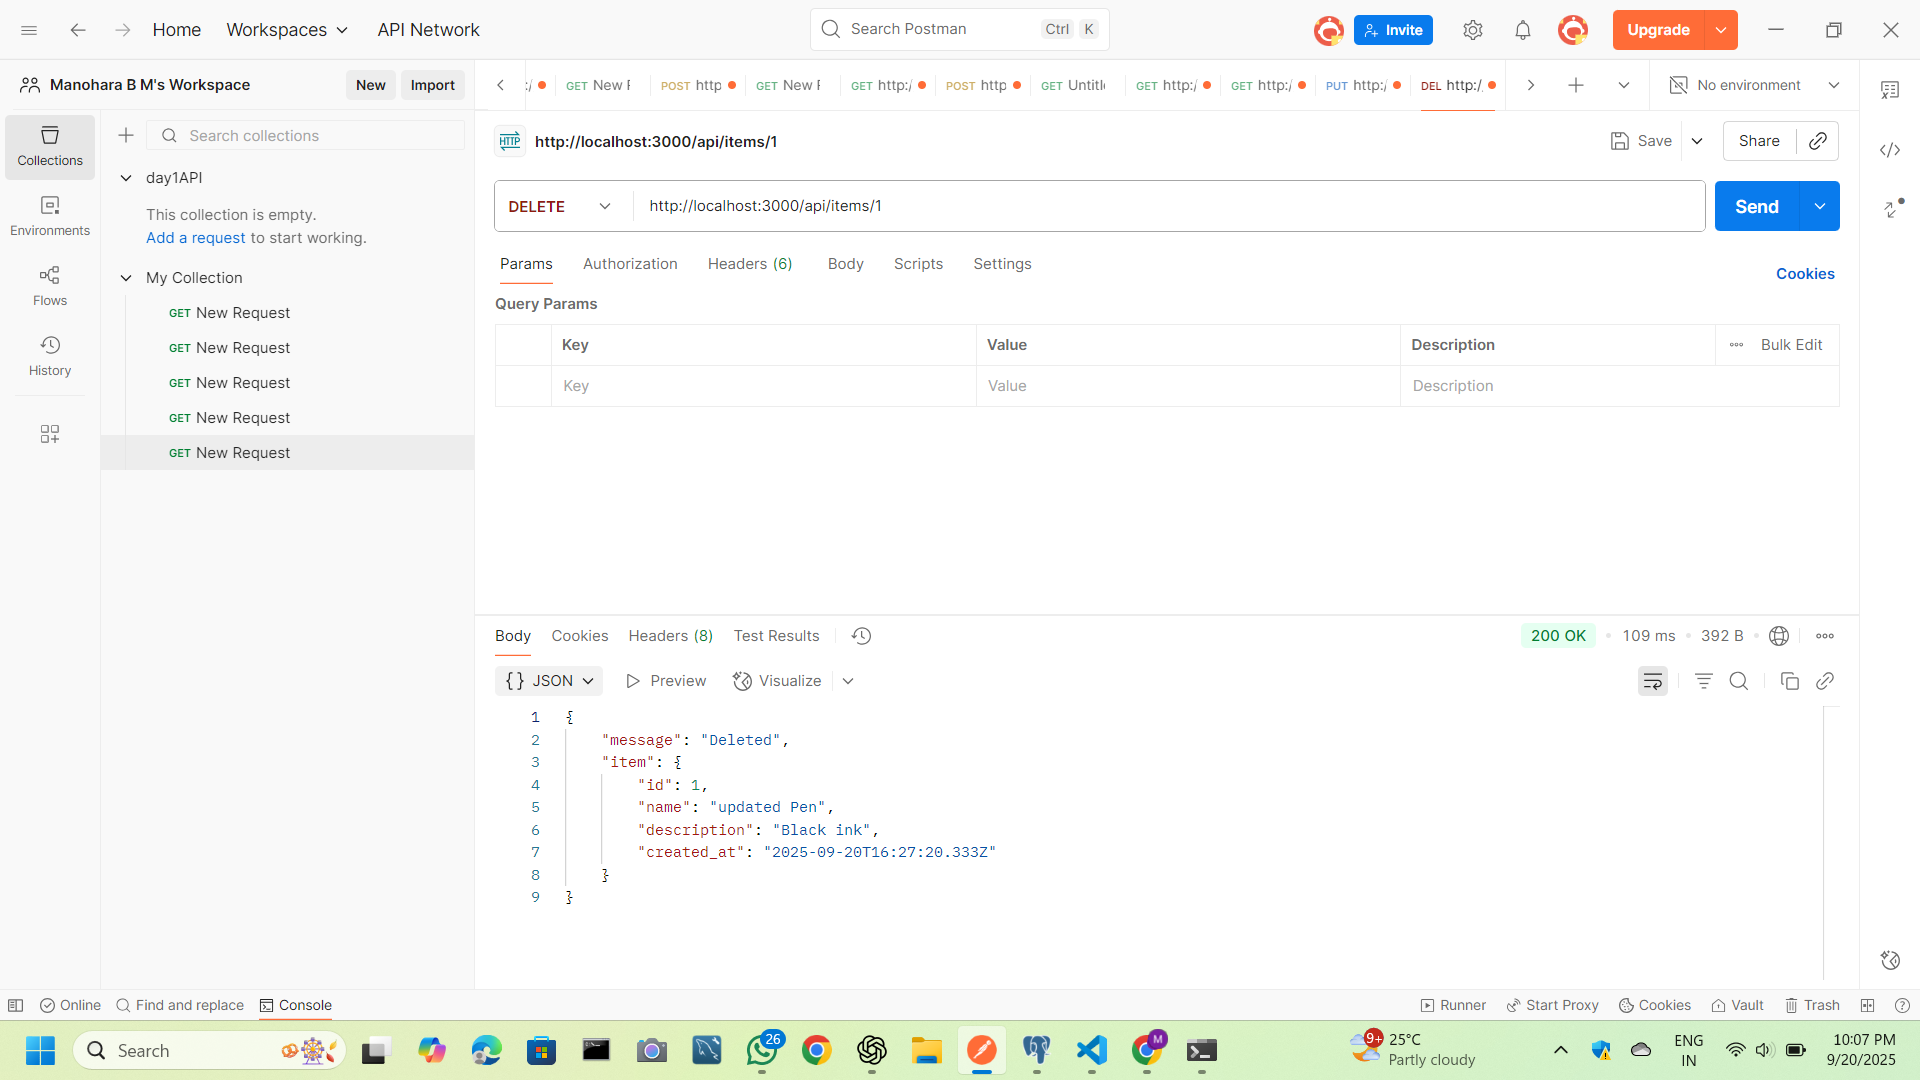 Home
Workspaces
API Network
Search Postman
Ctrl
K
Invite
Upgrade
Manohara B M's Workspace
New
Import
GET New
POST http
GET New
GET http:/
POST http
GET Untitl
GET http:/
GET http:/
PUT http:/
DEL http:/
No environment
Collections
Search collections
HTTP
http://localhost:3000/api/items/1
Save
Share
day1API
This collection is empty.
Add a request to start working.
DELETE
http://localhost:3000/api/items/1
Send
Environments
Flows
History
My Collection
GET New Request
GET New Request
GET New Request
GET New Request
GET New Request
Params
Authorization
Headers (6)
Body
Scripts
Settings
Cookies
Query Params
Key
Value
Description
Bulk Edit
Key
Value
Description
Body
Cookies
Headers (8)
Test Results
200 OK
109 ms
392 B
{} JSON
Preview
Visualize
1 {
2 "message": "Deleted",
3 "item": {
4 "id": 1,
5 "name": "updated Pen",
6 "description": "Black ink",
7 "created_at": "2025-09-20T16:27:20.333Z"
8 }
9 }
Online
Find and replace
Console
Runner
Start Proxy
Cookies
Vault
Trash
Search
26
M
9+
25°C
Partly cloudy
ENG
IN
10:07 PM
9/20/2025